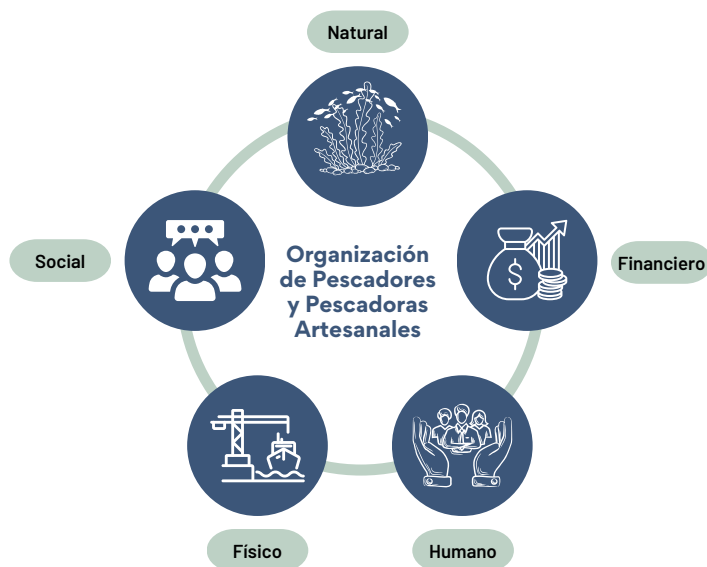 Natural
Social
Organización
de Pescadores
y Pescadoras
Artesanales
Financiero
$
Físico
Humano